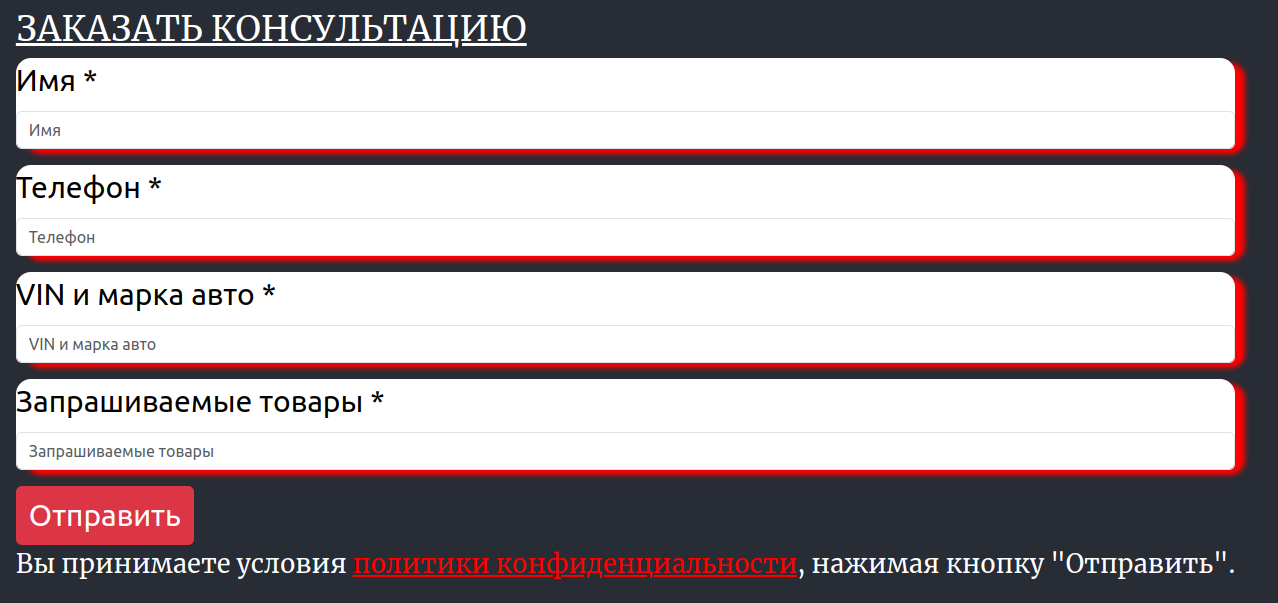 ЗАКАЗАТЬ КОНСУЛЬТАЦИЮ
Имя *
Имя
Телефон *
Телефон
VIN и марка авто *
VIN и марка авто
Запрашиваемые товары *
Запрашиваемые товары
Отправить
Вы принимаете условия политики конфиденциальности, нажимая кнопку "Отправить".